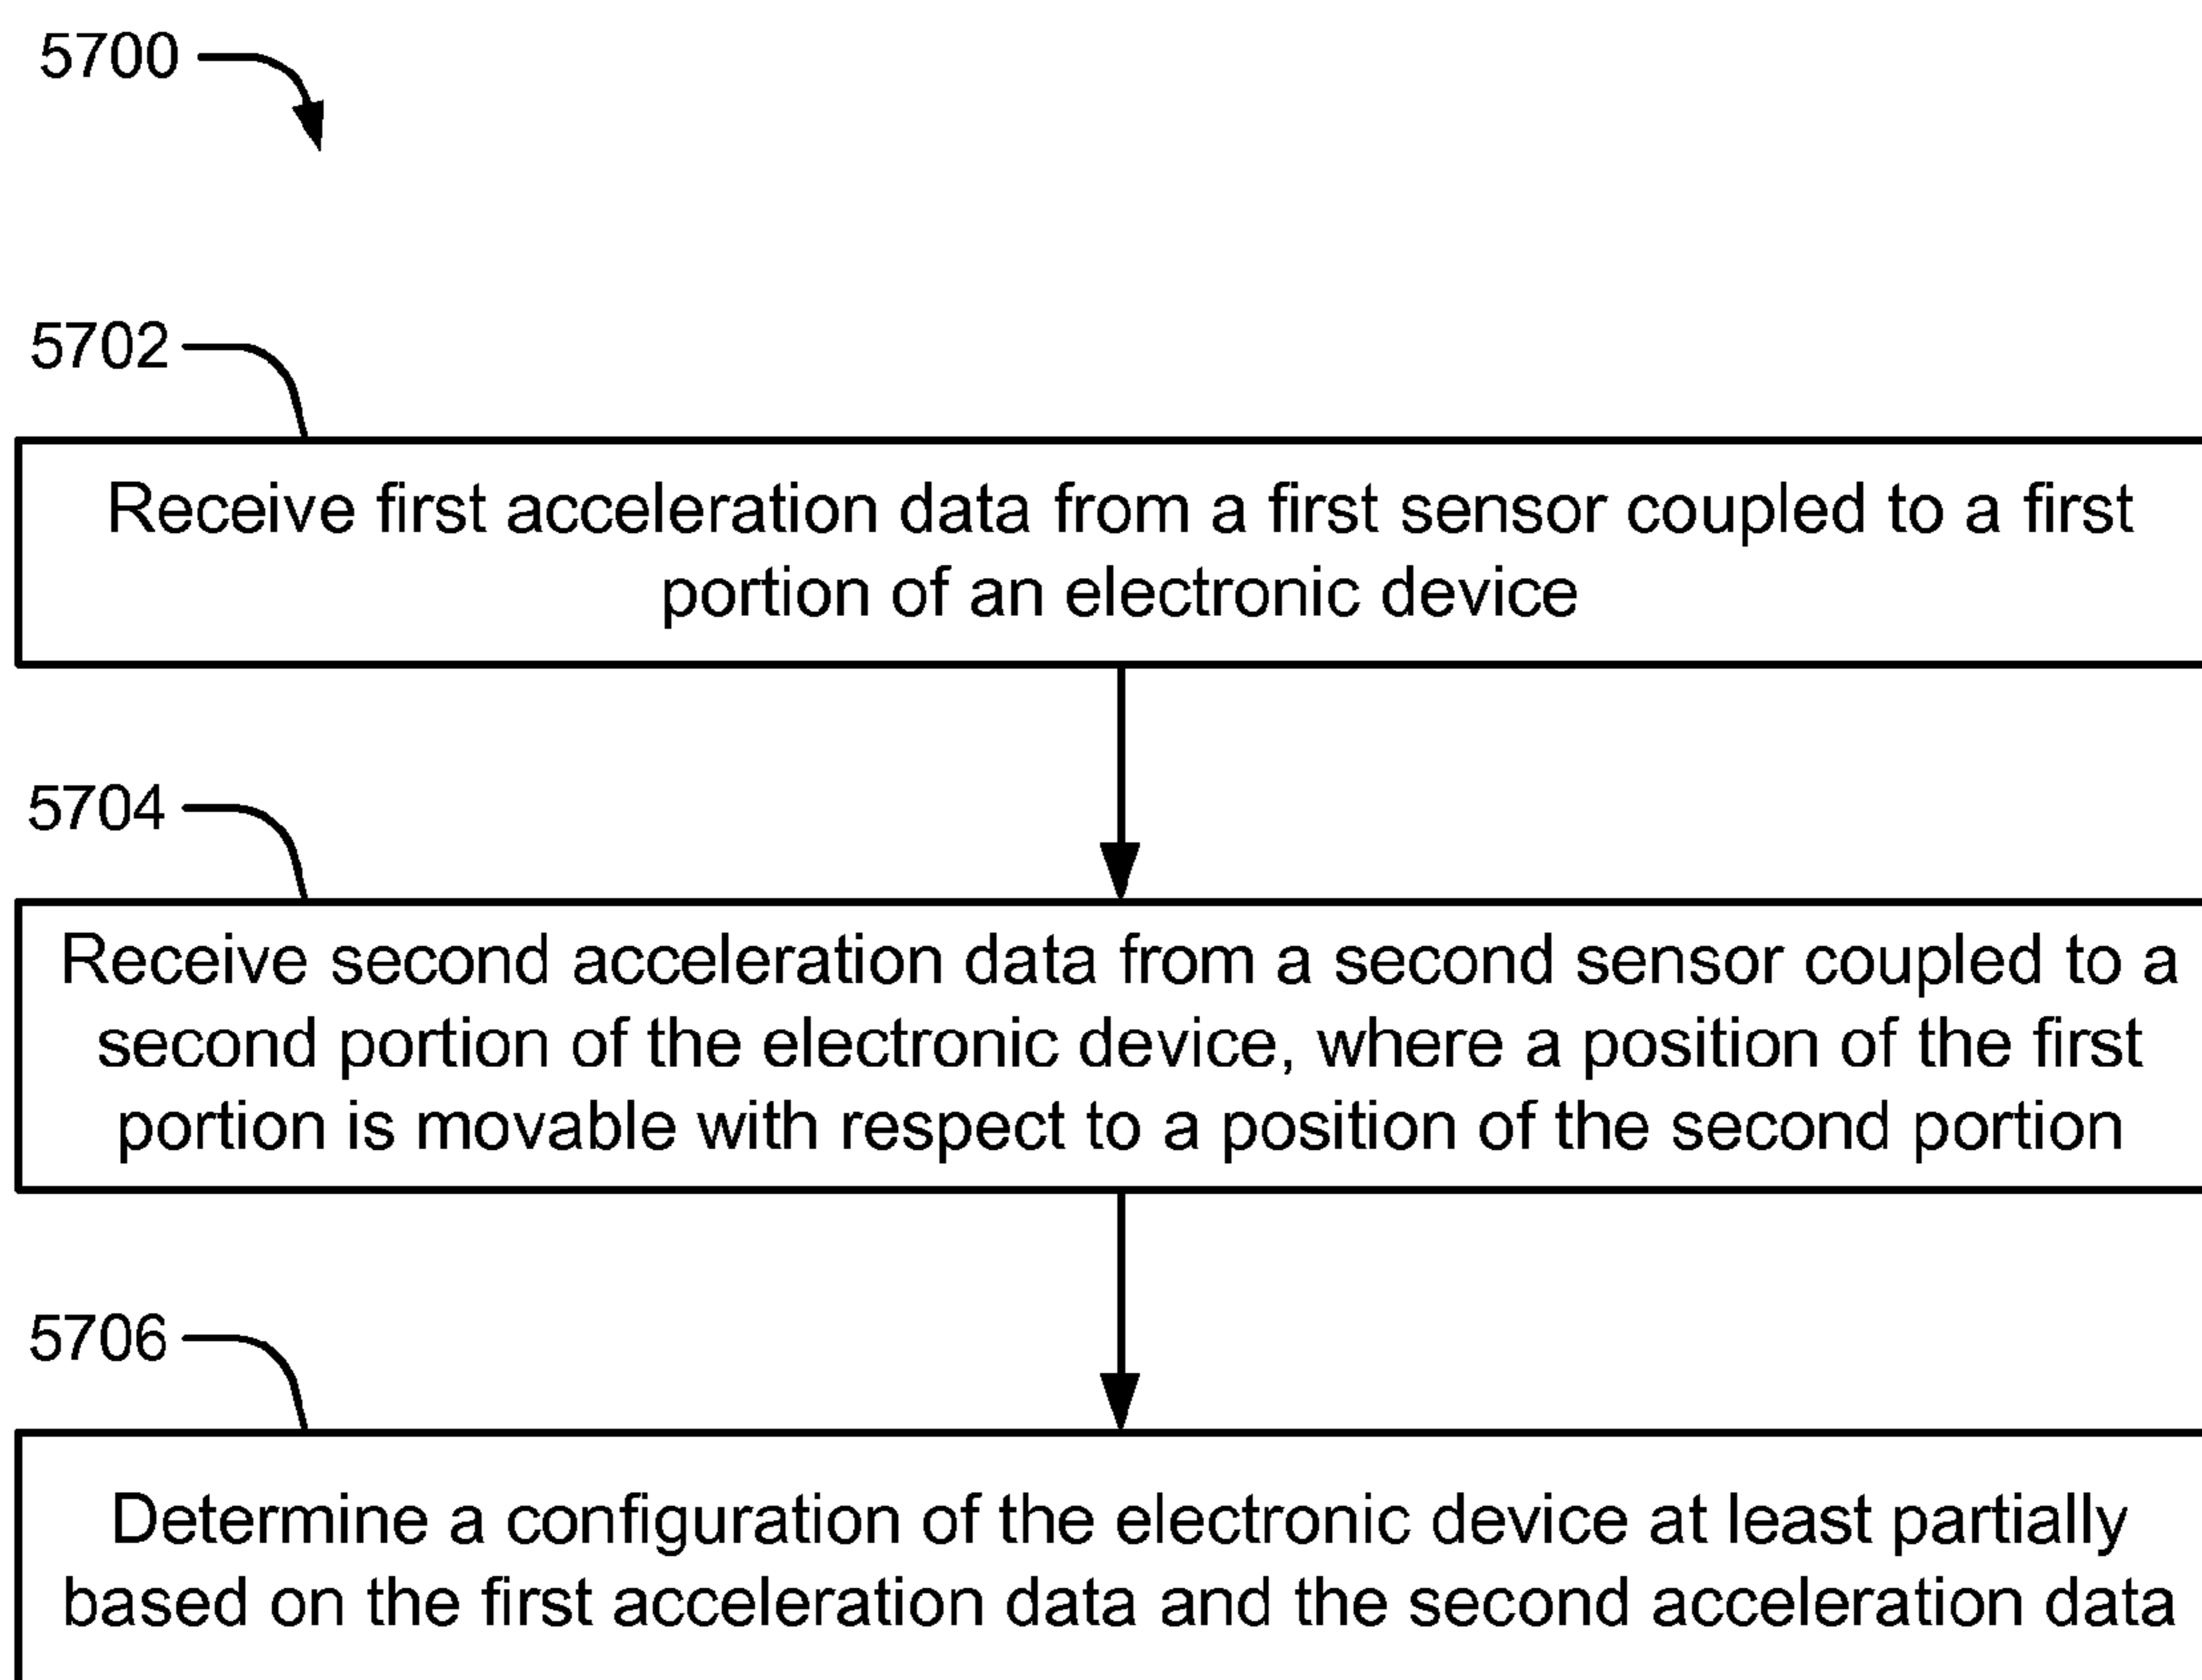 5700
5702
Receive first acceleration data from a first sensor coupled to a first
portion of an electronic device
5704
Receive second acceleration data from a second sensor coupled to a
second portion of the electronic device, where a position of the first
portion is movable with respect to a position of the second portion
5706
Determine a configuration of the electronic device at least partially
based on the first acceleration data and the second acceleration data